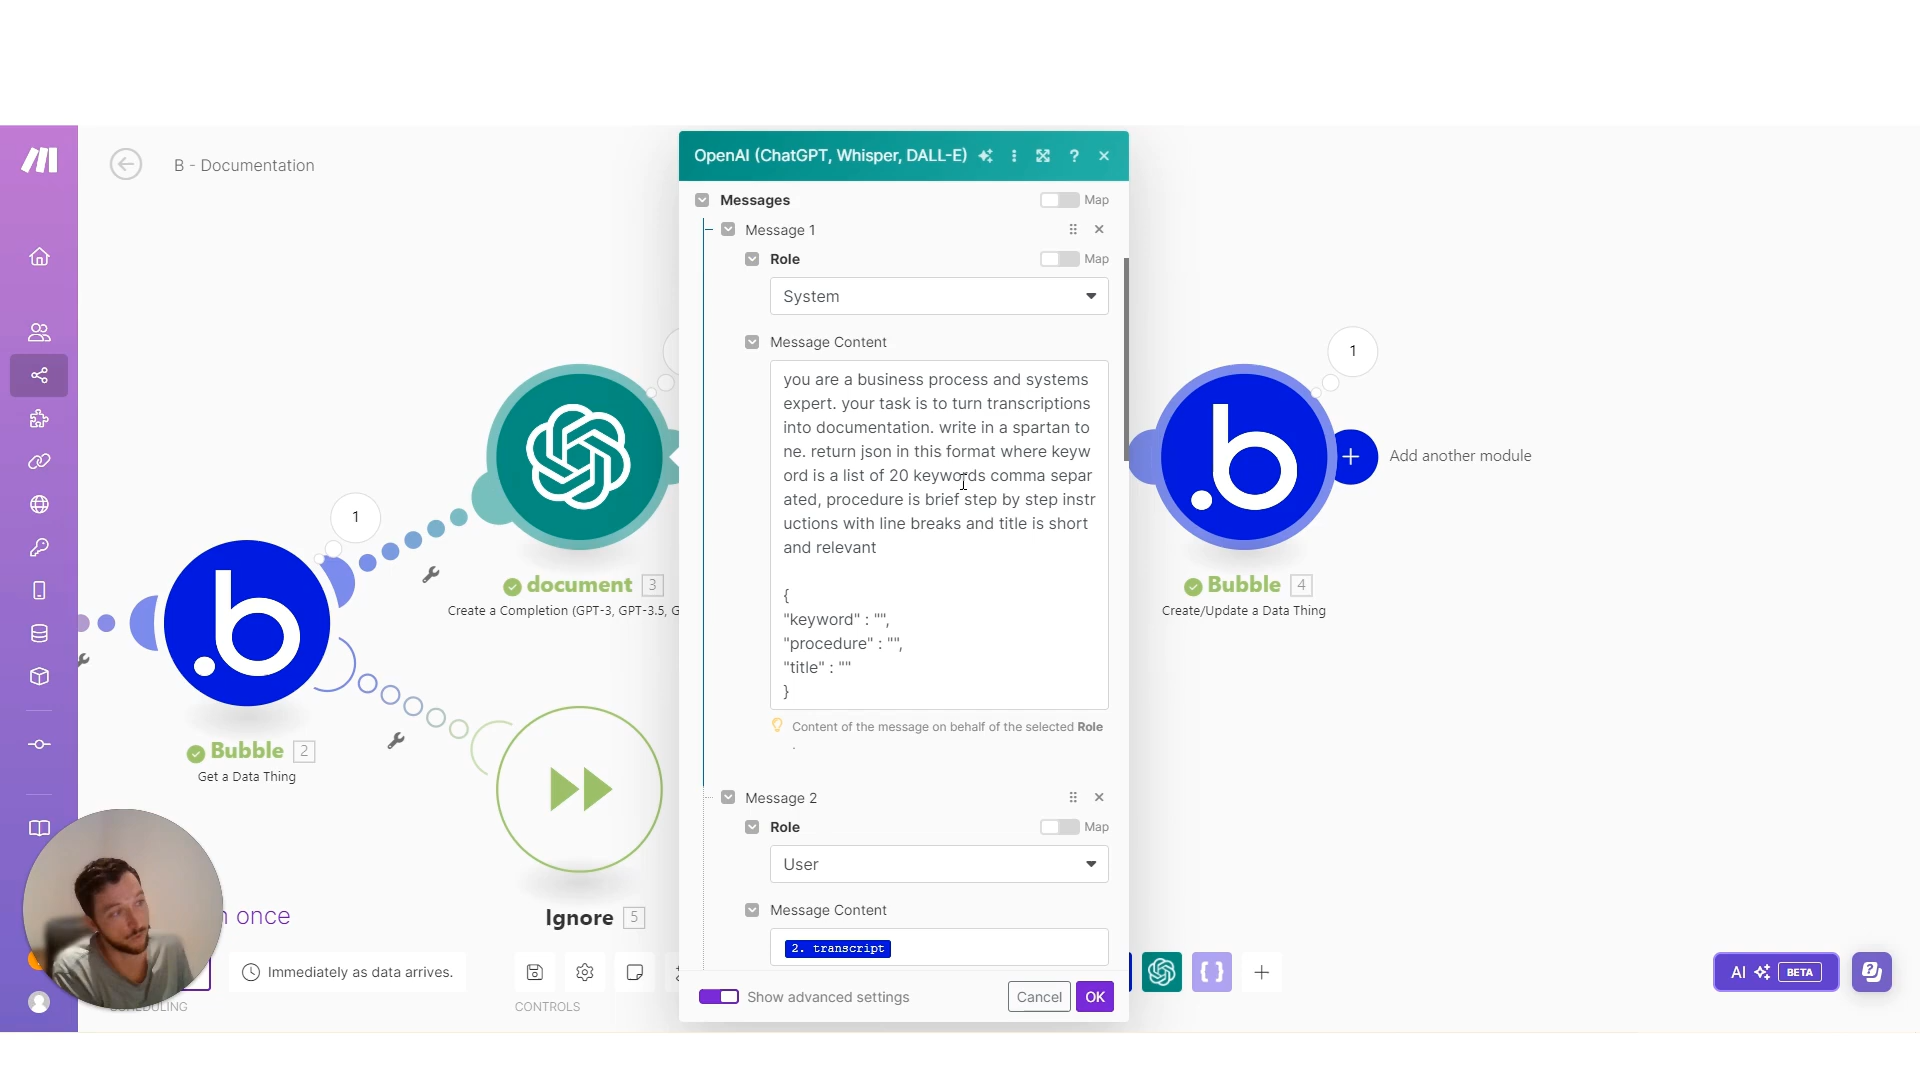 B - Documentation
OpenAI (ChatGPT, Whisper, DALL-E)
?
Messages
Map
Message 1
Role
Map
System
Message Content
you are a business process and systems
expert. your task is to turn transcriptions
into documentation. write in a spartan to
ne. return json in this format where keyw
ord is a list of 20 keywords comma separ
ated, procedure is brief step by step instr
uctions with line breaks and title is short
and relevant
{
"keyword" : "",
"procedure" : "",
"title" : ""
}
Content of the message on behalf of the selected Role
.
Message 2
Role
Map
User
Message Content
2. transcript
Show advanced settings
Cancel
OK
1
Bubble 2
Get a Data Thing
document 3
Create a Completion (GPT-3, GPT-3.5, G
Ignore 5
1
Bubble 4
Create/Update a Data Thing
Add another module
once
Immediately as data arrives.
CONTROLS
AI BETA